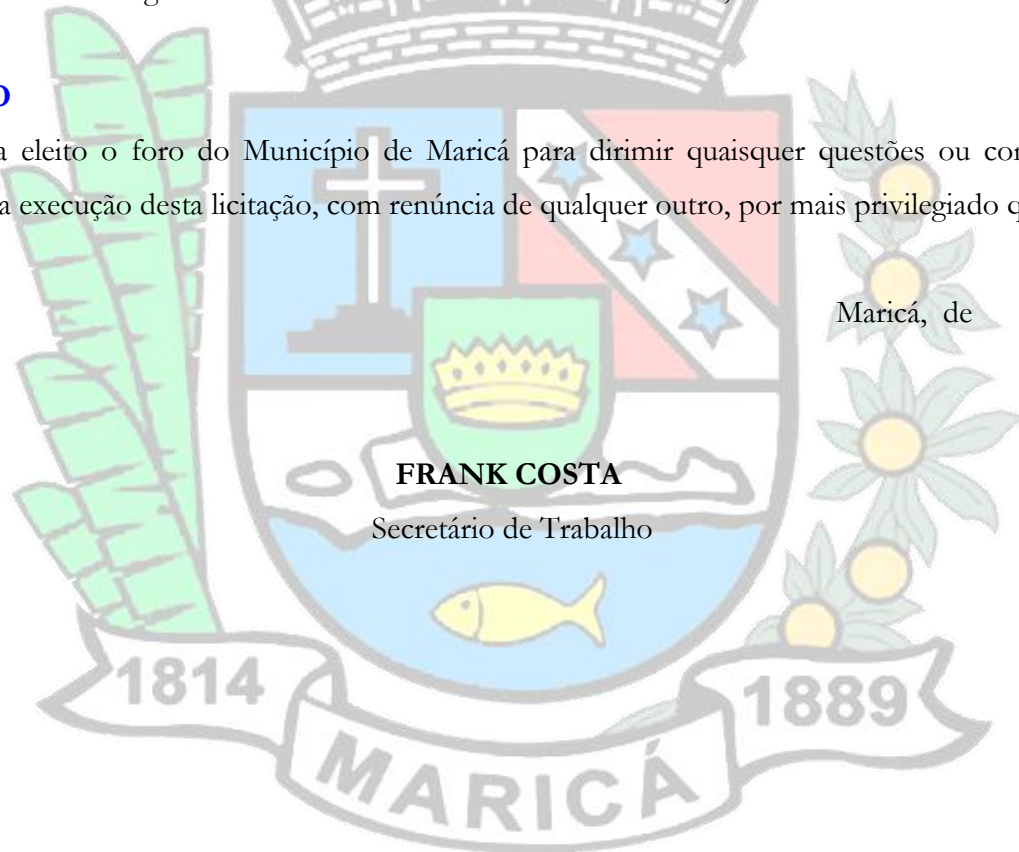 a eleito o foro do Município de Maricá para dirimir quaisquer questões ou
a execução desta licitação, com renúncia de qualquer outro, por mais privilegiado
Maricá, de
FRANK COSTA
Secretário de Trabalho
1814
1889
MARICÁ